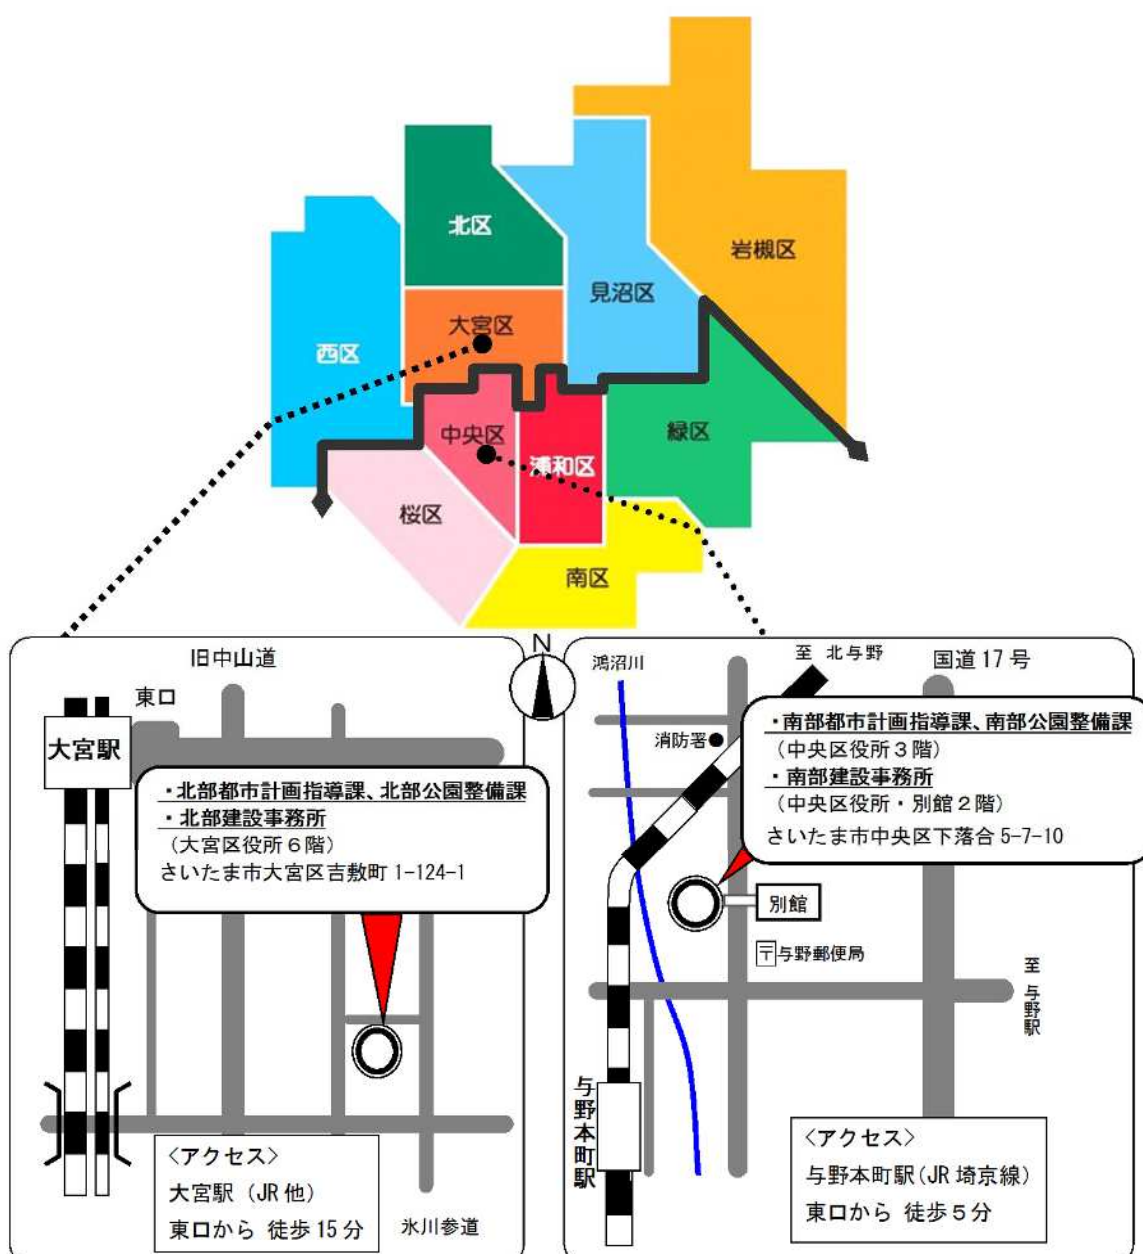 北区
岩槻区
見沼区
大宮区
西区
中央区
緑区
浦和区
桜区
南区
N
旧中山道
東口
大宮駅
・北部都市計画指導課、北部公園整備課
・北部建設事務所
（大宮区役所６階）
さいたま市大宮区吉敷町 1-124-1
＜アクセス＞
大宮駅（JR 他）
東口から 徒歩 15 分
氷川参道
鴻沼川
至 北与野
国道 17 号
消防署
・南部都市計画指導課、南部公園整備課
（中央区役所３階）
・南部建設事務所
（中央区役所・別館２階）
さいたま市中央区下落合 5-7-10
別館
〒与野郵便局
至 与野駅
与野本町駅
＜アクセス＞
与野本町駅（JR 埼京線）
東口から 徒歩５分